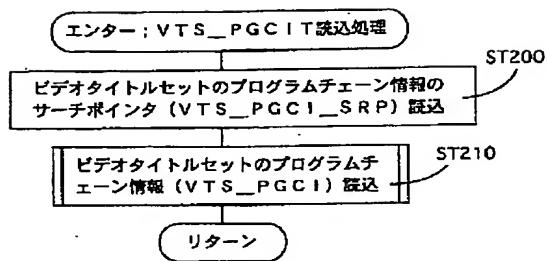 エンター；ＶＴＳ＿ＰＧＣＩＴ読込処理
ST200
ビデオタイトルセットのプログラムチェーン情報の
サーチポインタ（ＶＴＳ＿ＰＧＣＩ＿ＳＲＰ）読込
ST210
ビデオタイトルセットのプログラムチ
ェーン情報（ＶＴＳ＿ＰＧＣＩ）読込
リターン